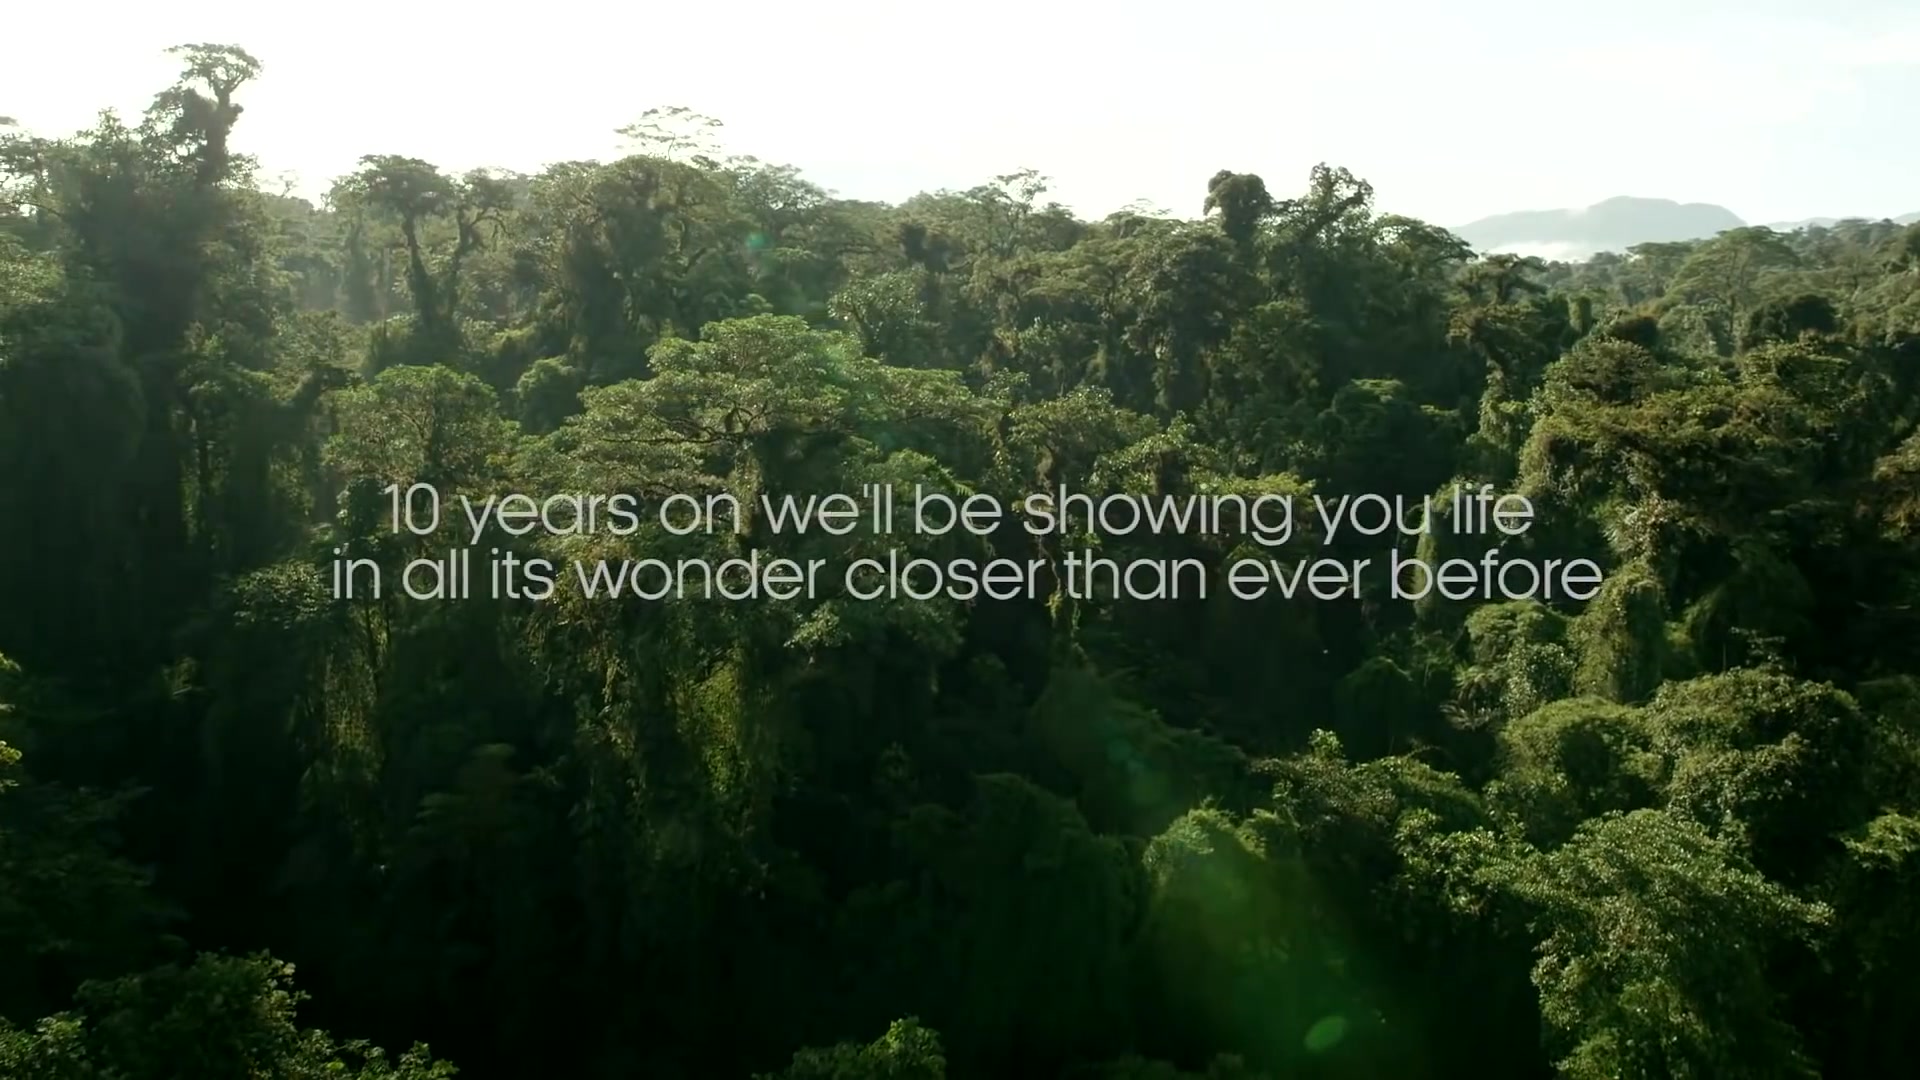 10 years on we'll be showing you life
in all its wonder closer than ever before